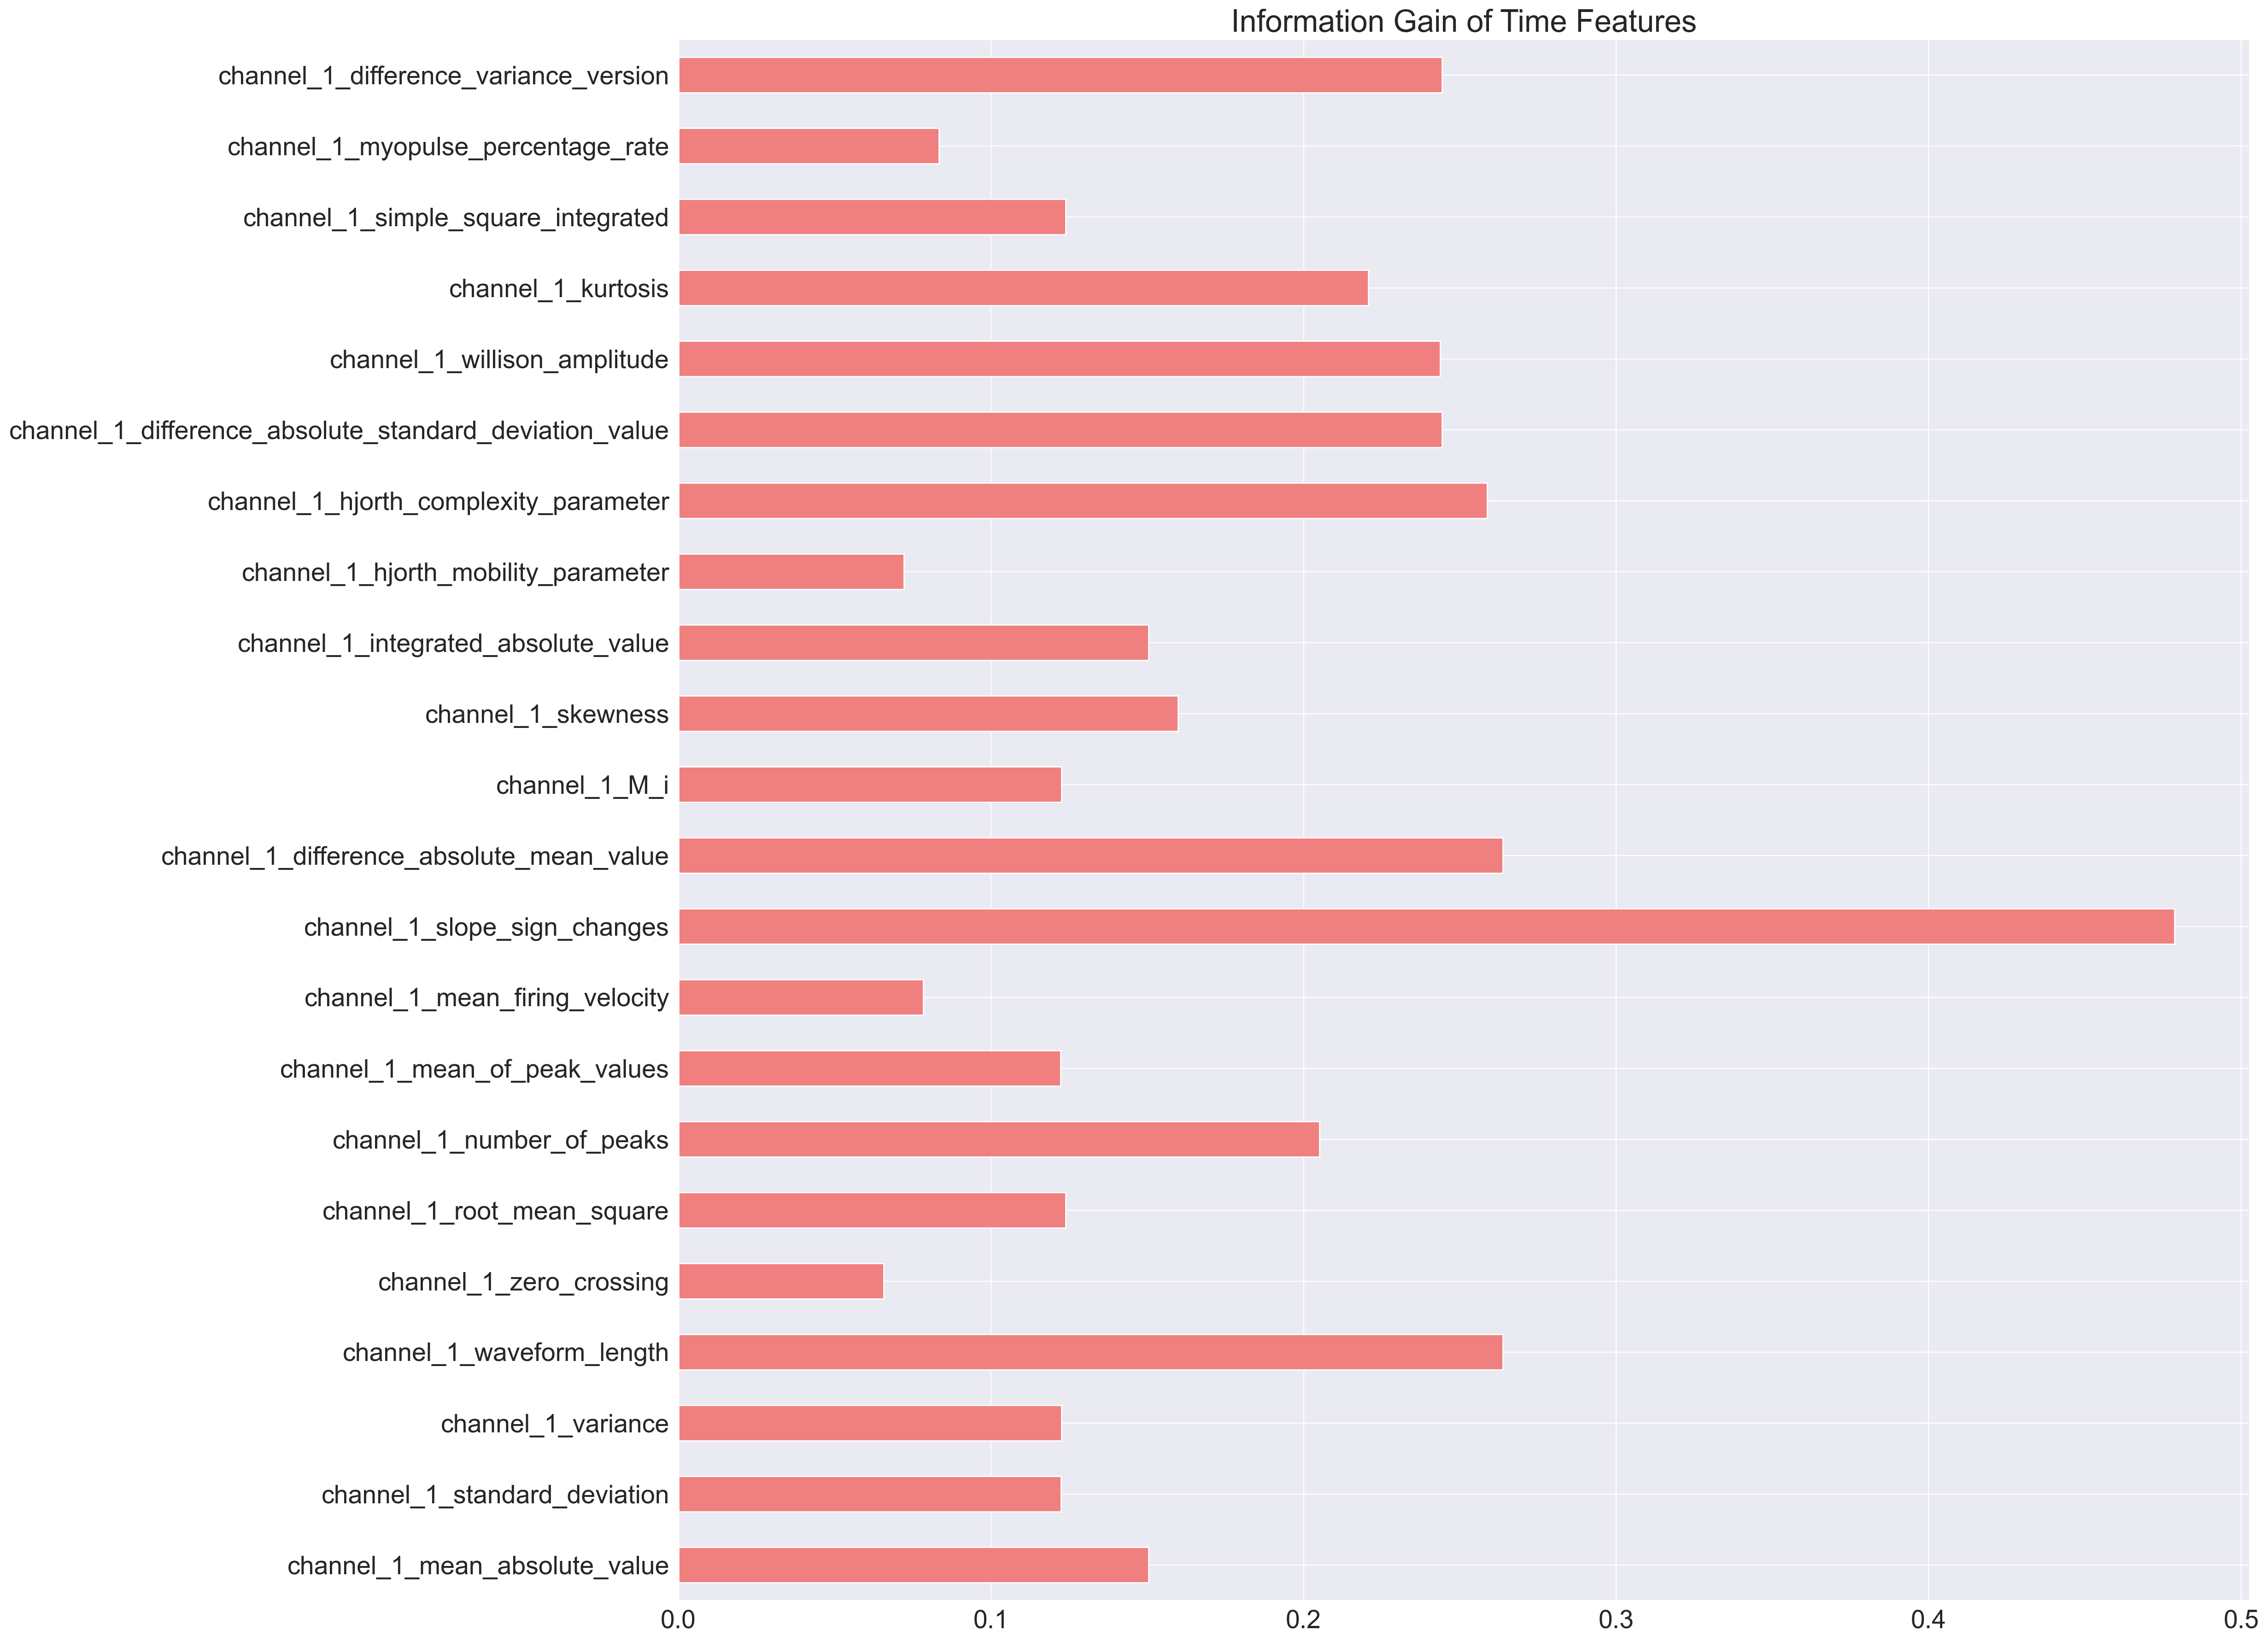 Information Gain of Time Features
channel_1_difference_variance_version
channel_1_myopulse_percentage_rate
channel_1_simple_square_integrated
channel_1_kurtosis
channel_1_willison_amplitude
channel_1_difference_absolute_standard_deviation_value
channel_1_hjorth_complexity_parameter
channel_1_hjorth_mobility_parameter
channel_1_integrated_absolute_value
channel_1_skewness
channel_1_M_i
channel_1_difference_absolute_mean_value
channel_1_slope_sign_changes
channel_1_mean_firing_velocity
channel_1_mean_of_peak_values
channel_1_number_of_peaks
channel_1_root_mean_square
channel_1_zero_crossing
channel_1_waveform_length
channel_1_variance
channel_1_standard_deviation
channel_1_mean_absolute_value
0.0 0.1 0.2 0.3 0.4 0.5